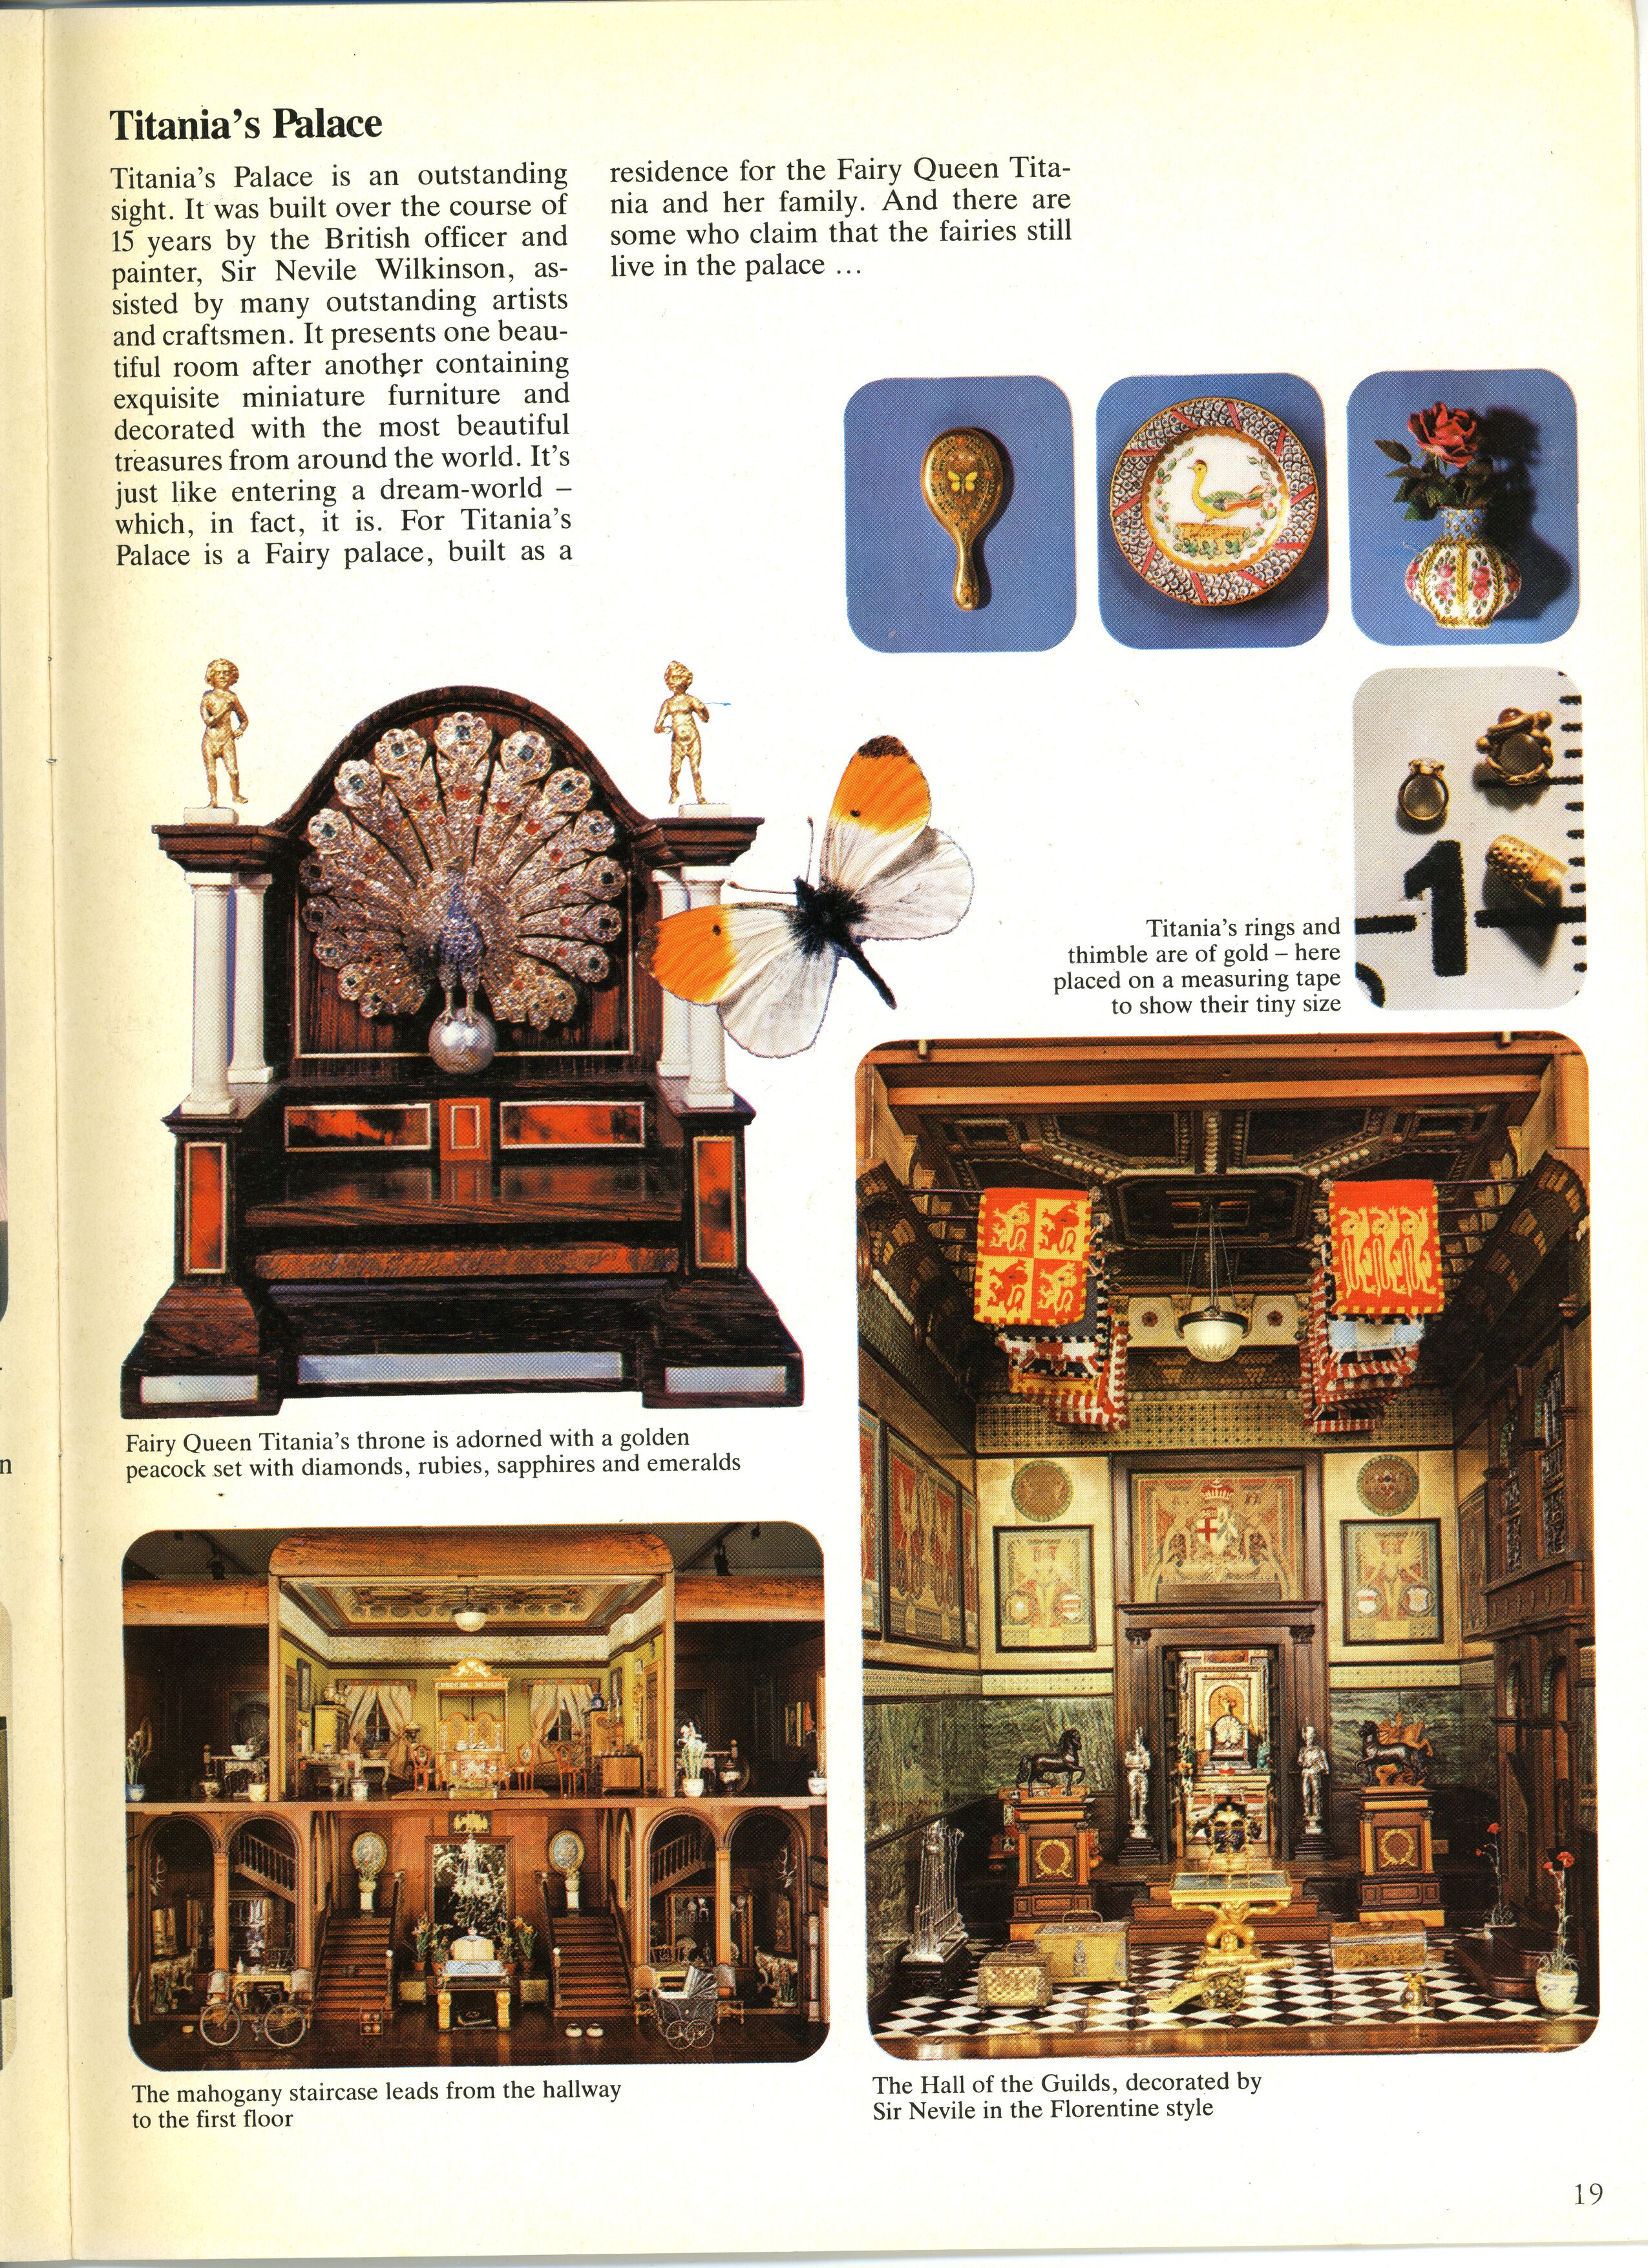 Titania's Palace
Titania's Palace is an outstanding
sight. It was built over the course of
15 years by the British officer and
painter, Sir Nevile Wilkinson, as-
sisted by many outstanding artists
and craftsmen. It presents one beau-
tiful room after another containing
exquisite miniature furniture and
decorated with the most beautiful
treasures from around the world. It's
just like entering a dream-world –
which, in fact, it is. For Titania's
Palace is a Fairy palace, built as a
residence for the Fairy Queen Tita-
nia and her family. And there are
some who claim that the fairies still
live in the palace ...
1
Titania's rings and
thimble are of gold – here
placed on a measuring tape
to show their tiny size
Fairy Queen Titania's throne is adorned with a golden
peacock set with diamonds, rubies, sapphires and emeralds
n
The mahogany staircase leads from the hallway
to the first floor
The Hall of the Guilds, decorated by
Sir Nevile in the Florentine style
19